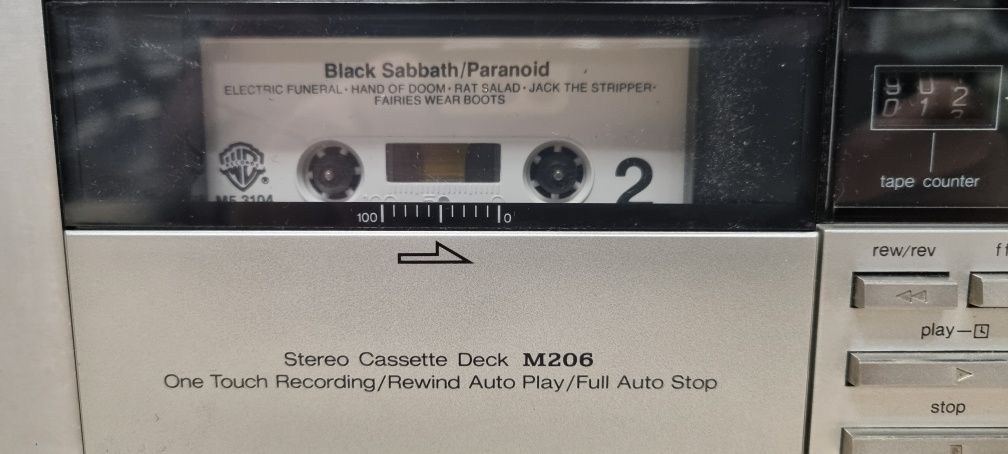 Black Sabbath/Paranoid
ELECTRIC FUNERAL · HAND OF DOOM · RAT SALAD · JACK THE STRIPPER-
FAIRIES WEAR BOOTS
2
100 0
tape counter
rew/rev
play
stop
Stereo Cassette Deck M206
One Touch Recording/Rewind Auto Play/Full Auto Stop